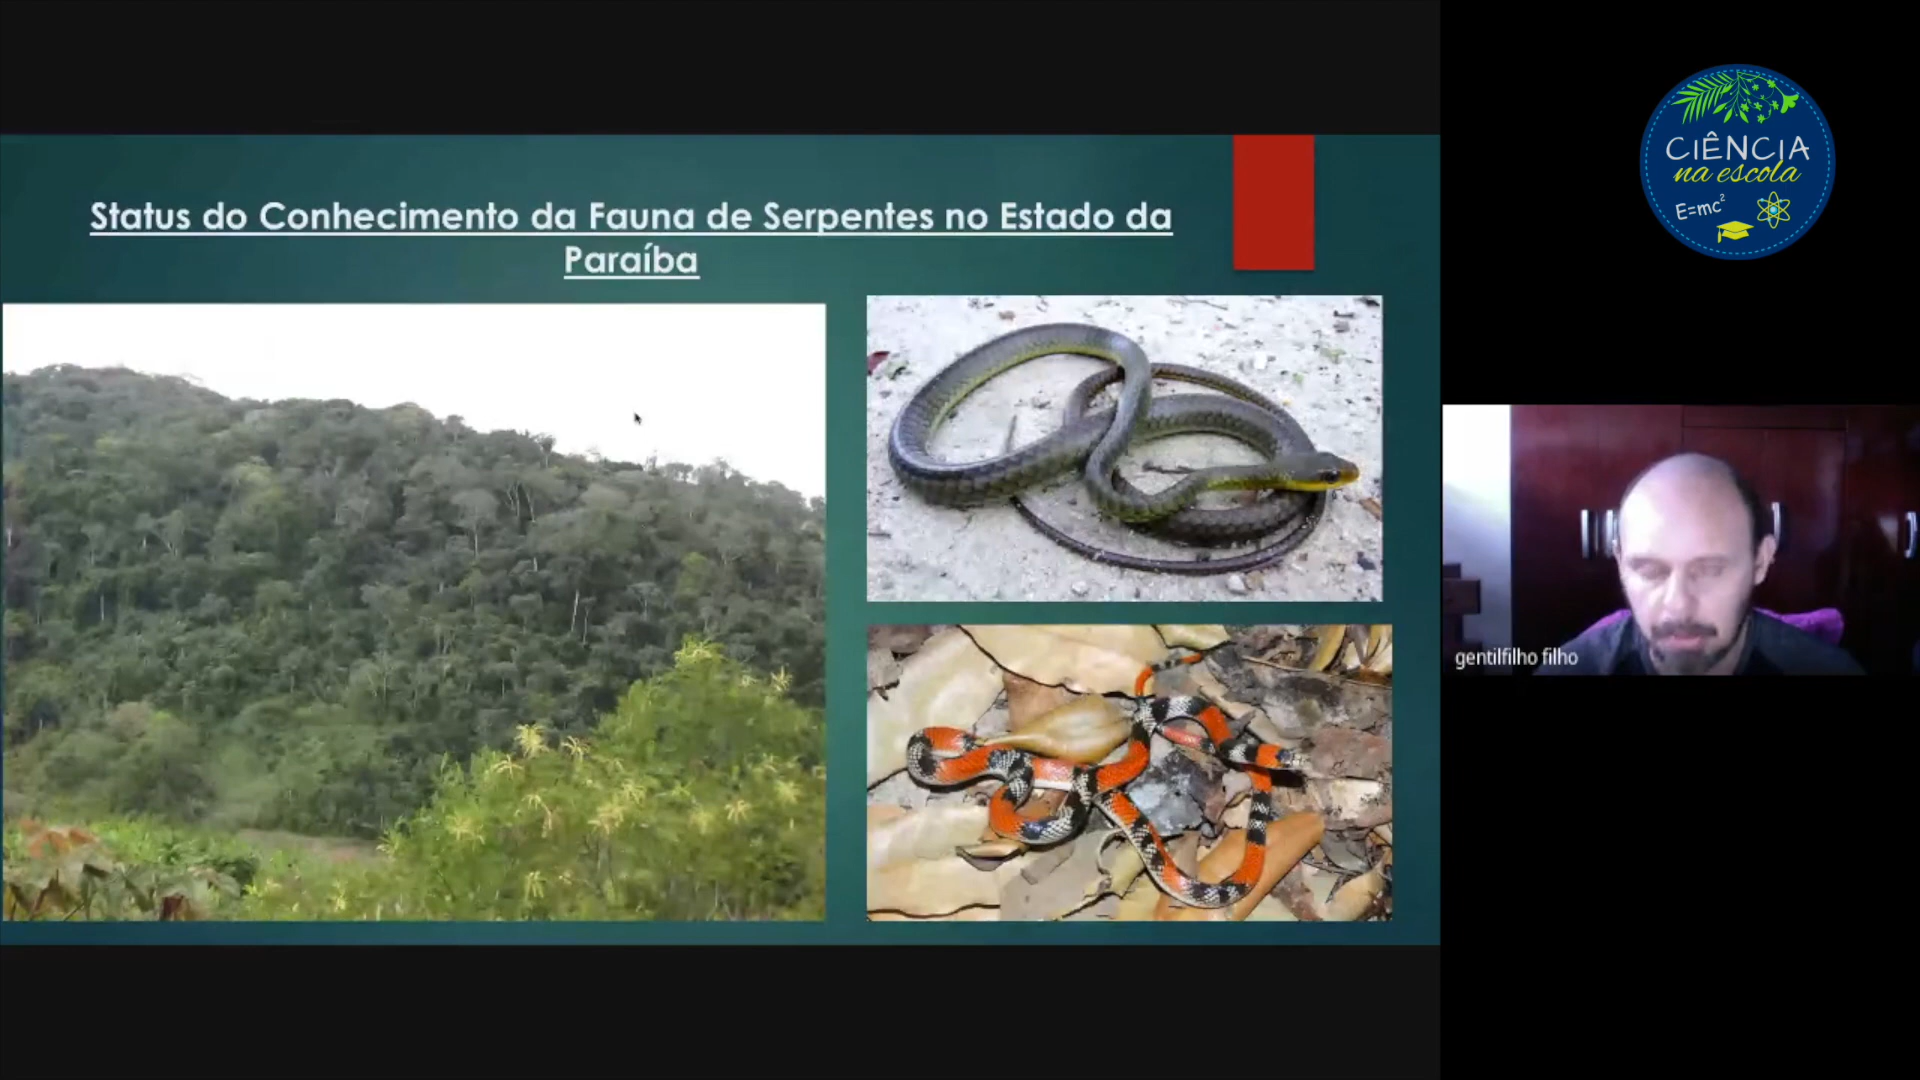 Status do Conhecimento da Fauna de Serpentes no Estado da
Paraíba
CIÊNCIA
na escola
E=mc²
gentilfilho filho